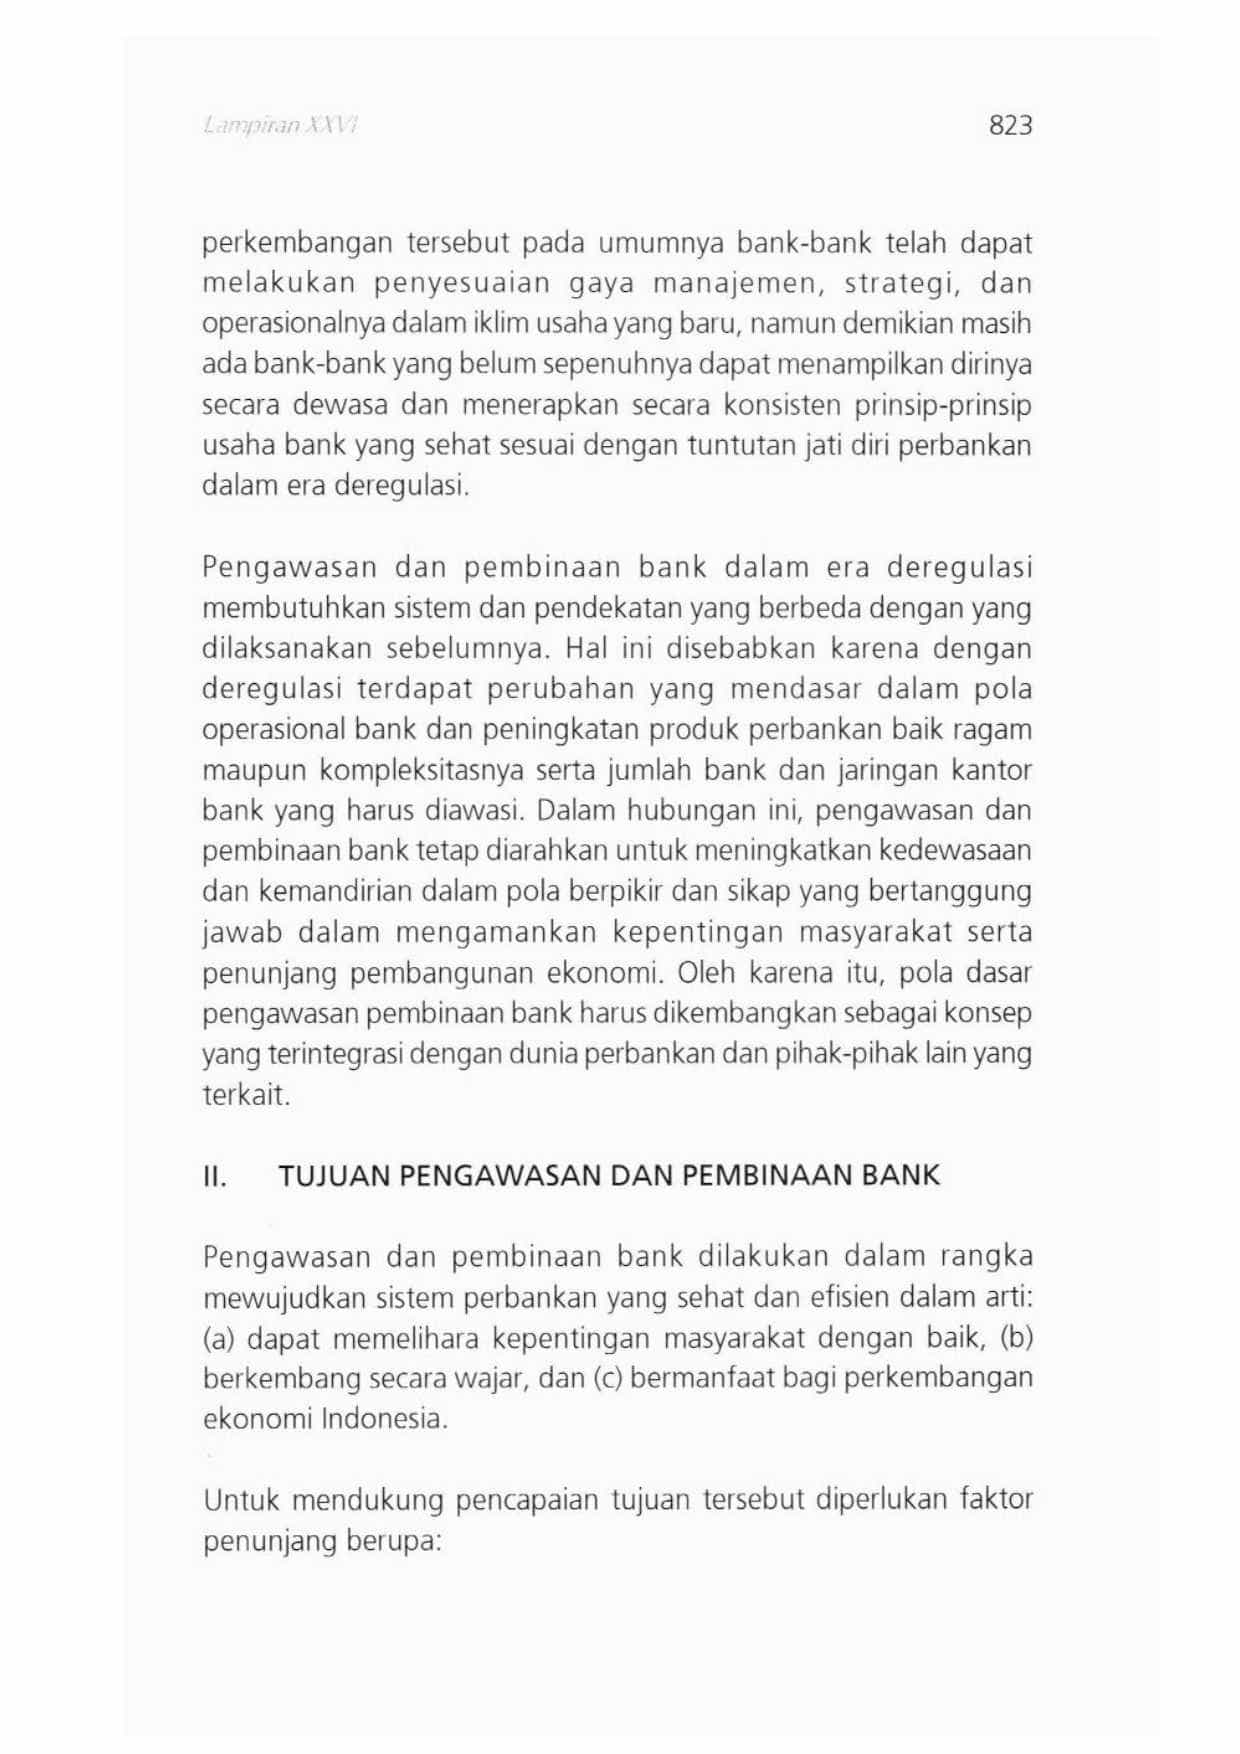 Lampiran XXVI
823
perkembangan tersebut pada umumnya bank-bank telah dapat
melakukan penyesuaian gaya manajemen, strategi, dan
operasionalnya dalam iklim usaha yang baru, namun demikian masih
ada bank-bank yang belum sepenuhnya dapat menampilkan dirinya
secara dewasa dan menerapkan secara konsisten prinsip-prinsip
usaha bank yang sehat sesuai dengan tuntutan jati diri perbankan
dalam era deregulasi.
Pengawasan dan pembinaan bank dalam era deregulasi
membutuhkan sistem dan pendekatan yang berbeda dengan yang
dilaksanakan sebelumnya. Hal ini disebabkan karena dengan
deregulasi terdapat perubahan yang mendasar dalam pola
operasional bank dan peningkatan produk perbankan baik ragam
maupun kompleksitasnya serta jumlah bank dan jaringan kantor
bank yang harus diawasi. Dalam hubungan ini, pengawasan dan
pembinaan bank tetap diarahkan untuk meningkatkan kedewasaan
dan kemandirian dalam pola berpikir dan sikap yang bertanggung
jawab dalam mengamankan kepentingan masyarakat serta
penunjang pembangunan ekonomi. Oleh karena itu, pola dasar
pengawasan pembinaan bank harus dikembangkan sebagai konsep
yang terintegrasi dengan dunia perbankan dan pihak-pihak lain yang
terkait.
II. TUJUAN PENGAWASAN DAN PEMBINAAN BANK
Pengawasan dan pembinaan bank dilakukan dalam rangka
mewujudkan sistem perbankan yang sehat dan efisien dalam arti:
(a) dapat memelihara kepentingan masyarakat dengan baik, (b)
berkembang secara wajar, dan (c) bermanfaat bagi perkembangan
ekonomi Indonesia.
Untuk mendukung pencapaian tujuan tersebut diperlukan faktor
penunjang berupa: